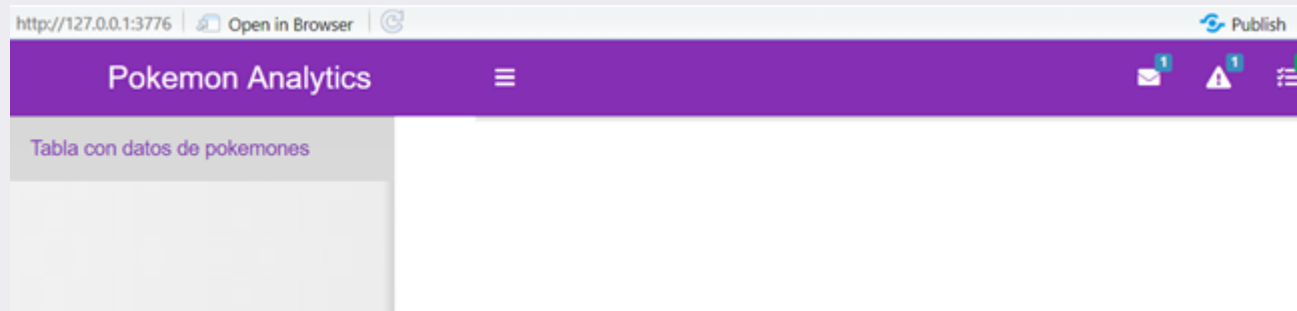 http://127.0.0.1:3776 Open in Browser Publish
Pokemon Analytics 1 1
Tabla con datos de pokemones